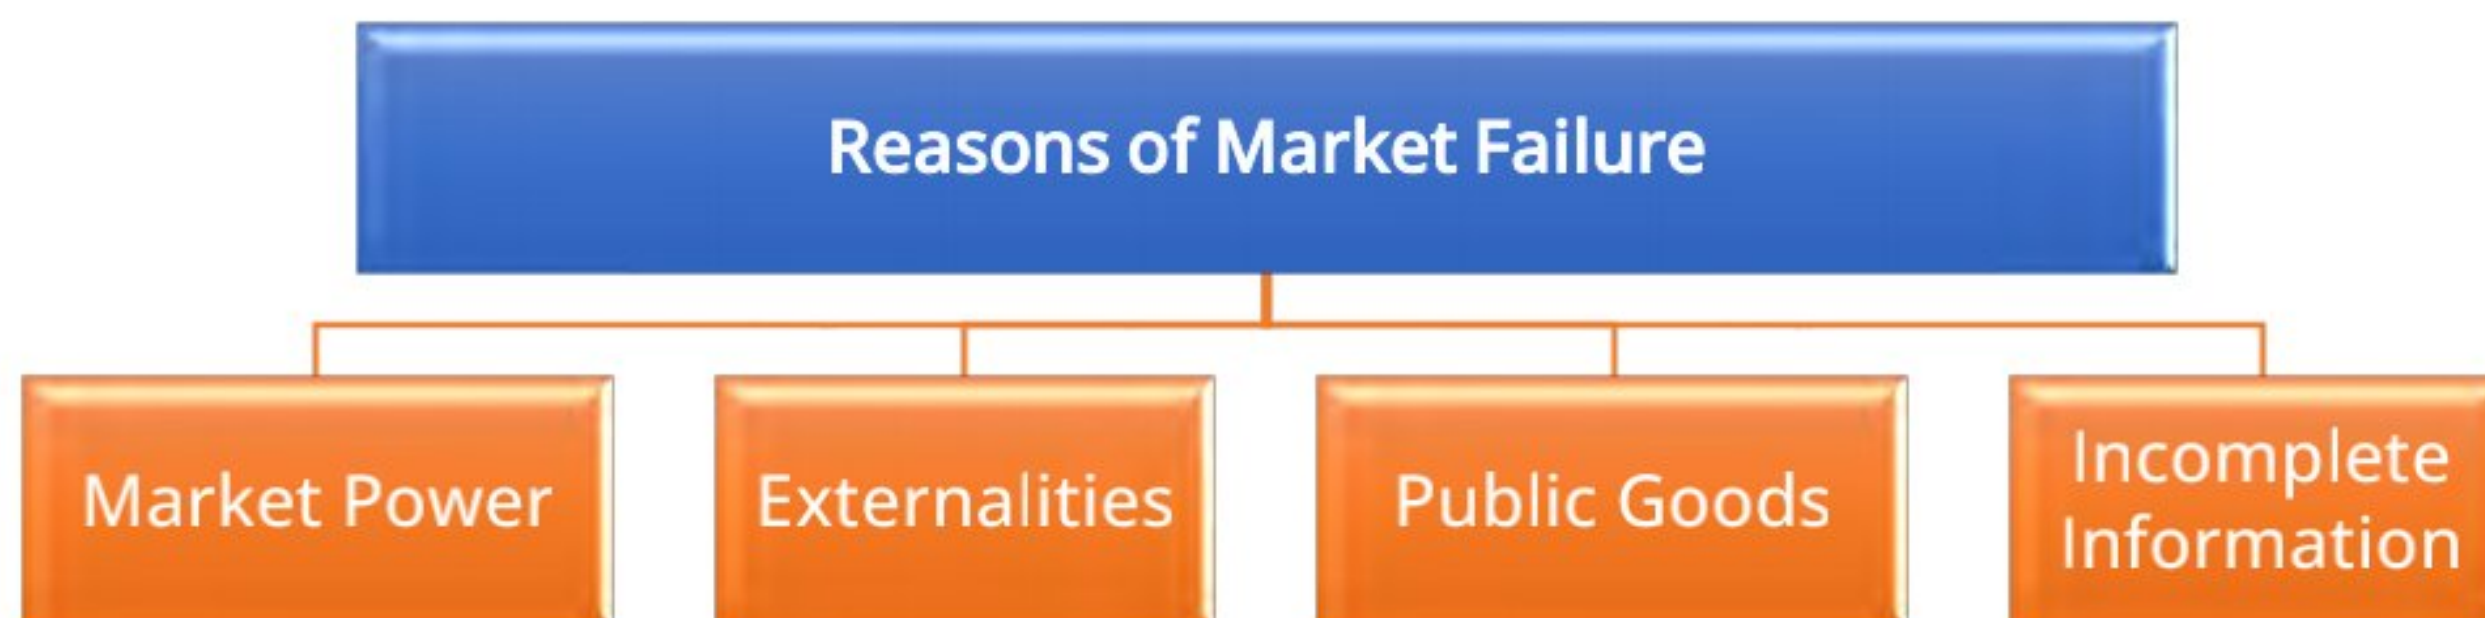 Reasons of Market Failure
Market Power
Externalities
Public Goods
Incomplete
Information